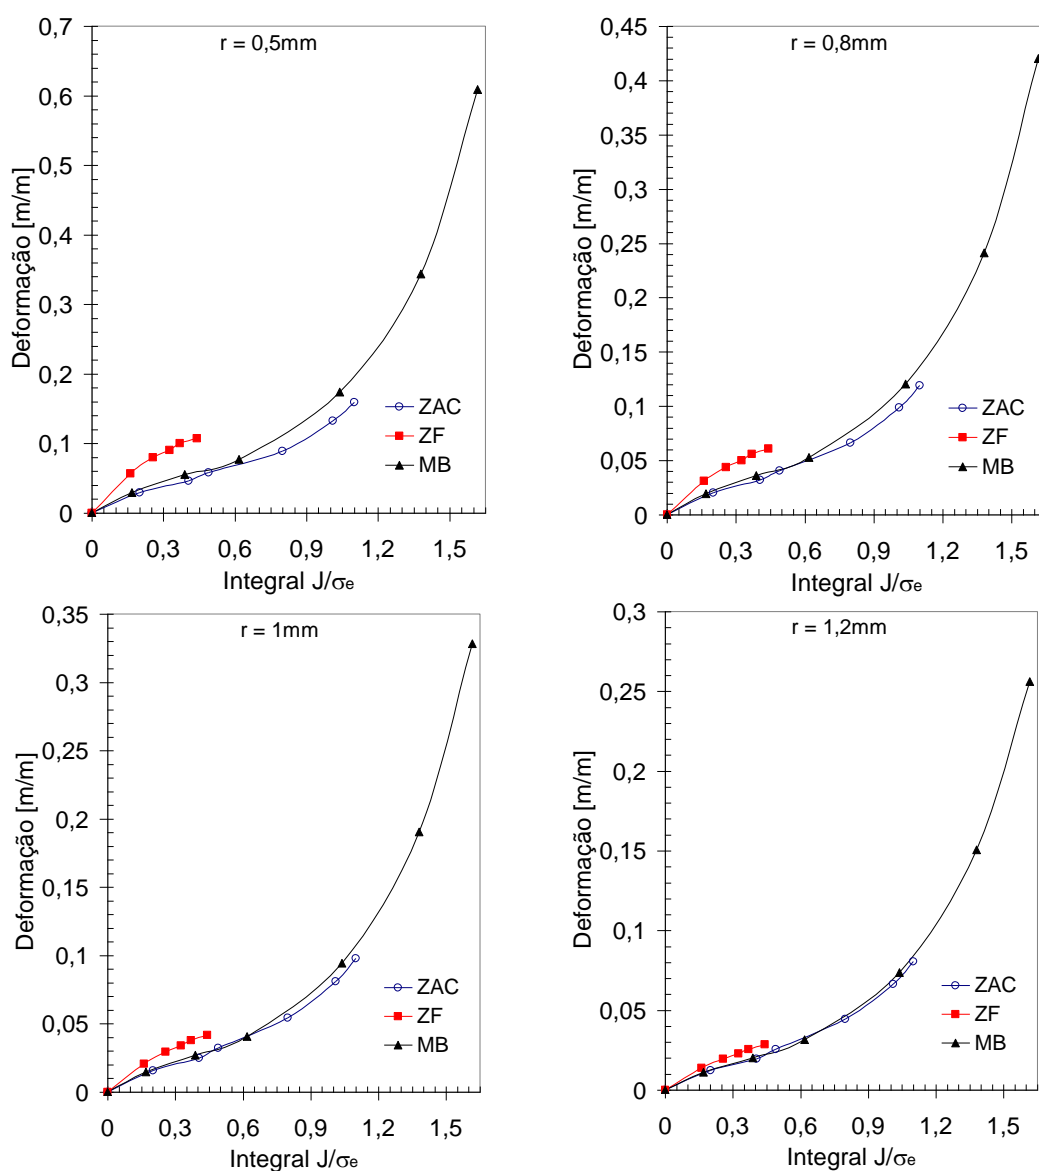 r = 0,5mm
Deformação [m/m]
0,7
0,6
0,5
0,4
0,3
0,2
0,1
0
0 0,3 0,6 0,9 1,2 1,5
Integral J/σe
ZAC
ZF
MB
r = 0,8mm
Deformação [m/m]
0,45
0,4
0,35
0,3
0,25
0,2
0,15
0,1
0,05
0
0 0,3 0,6 0,9 1,2 1,5
Integral J/σe
ZAC
ZF
MB
r = 1mm
Deformação [m/m]
0,35
0,3
0,25
0,2
0,15
0,1
0,05
0
0 0,3 0,6 0,9 1,2 1,5
Integral J/σe
ZAC
ZF
MB
r = 1,2mm
Deformação [m/m]
0,3
0,25
0,2
0,15
0,1
0,05
0
0 0,3 0,6 0,9 1,2 1,5
Integral J/σe
ZAC
ZF
MB